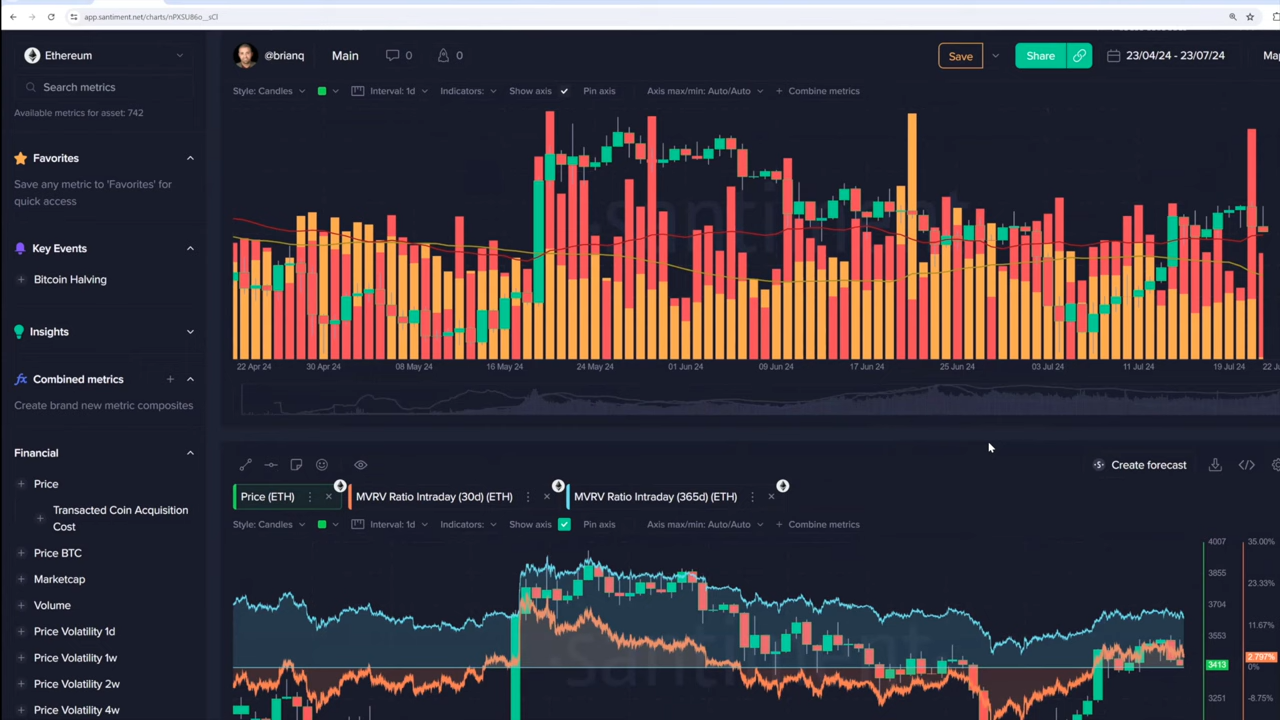 app.santiment.net/charts/nPXSU86o__sCl
Ethereum
Search metrics
Available metrics for asset: 742
Favorites
Save any metric to 'Favorites' for
quick access
Key Events
Bitcoin Halving
Insights
fx Combined metrics
Create brand new metric composites
Financial
Price
Transacted Coin Acquisition
Cost
Price BTC
Marketcap
Volume
Price Volatility 1d
Price Volatility 1w
Price Volatility 2w
Price Volatility 4w
@brianq Main 0 0 Save Share 23/04/24 - 23/07/24
Style: Candles Interval: 1d Indicators: Show axis Pin axis Axis max/min: Auto/Auto + Combine metrics
santiment
22 Apr 24 30 Apr 24 08 May 24 16 May 24 24 May 24 01 Jun 24 09 Jun 24 17 Jun 24 25 Jun 24 03 Jul 24 11 Jul 24 19 Jul 24
Create forecast
Price (ETH) MVRV Ratio Intraday (30d) (ETH) MVRV Ratio Intraday (365d) (ETH)
Style: Candles Interval: 1d Indicators: Show axis Pin axis Axis max/min: Auto/Auto + Combine metrics
santiment
4007 35.00%
3855 23.33%
3704
3553 11.67%
3413 2.797%
0%
3251 -8.75%